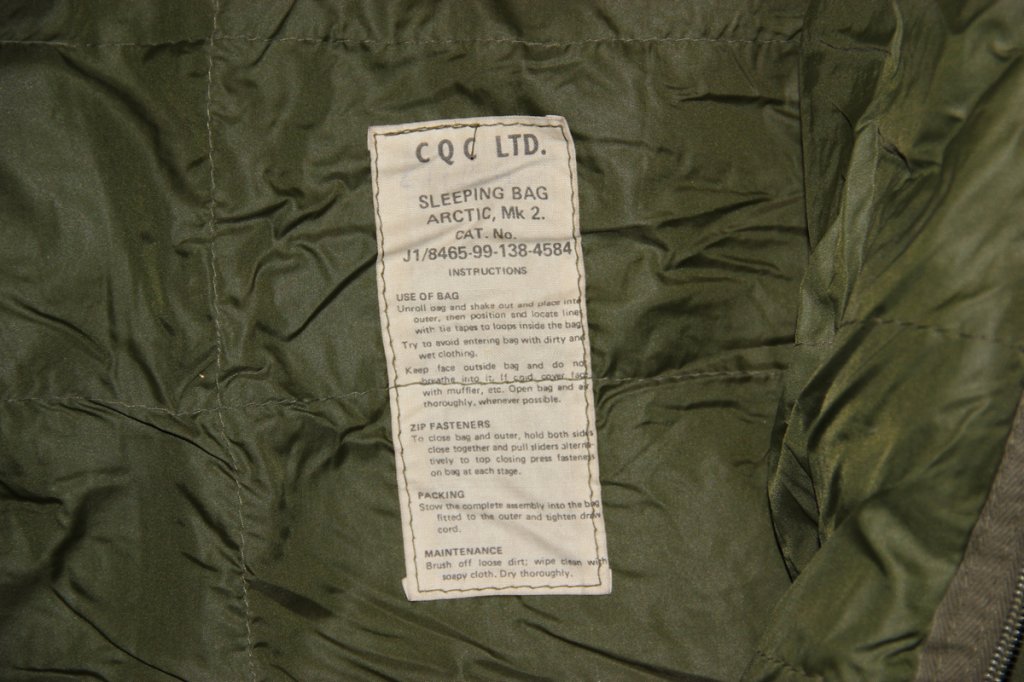 CQC LTD.
SLEEPING BAG
ARCTIC, Mk 2.
CAT. No.
J1/8465-99-138-4584
INSTRUCTIONS
USE OF BAG
Unroll bag and shake out and place into
outer, then position and locate liner
with tie tapes to loops inside the bag
Try to avoid entering bag with dirty and
wet clothing.
Keep face outside bag and do not
breathe into it. If cold, cover face
with muffler, etc. Open bag and air
thoroughly, whenever possible.
ZIP FASTENERS
To close bag and outer, hold both sides
close together and pull sliders alterna-
tively to top closing press fasteners
on bag at each stage.
PACKING
Stow the complete assembly into the bag
fitted to the outer and tighten draw
cord.
MAINTENANCE
Brush off loose dirt; wipe clean with
soapy cloth. Dry thoroughly.